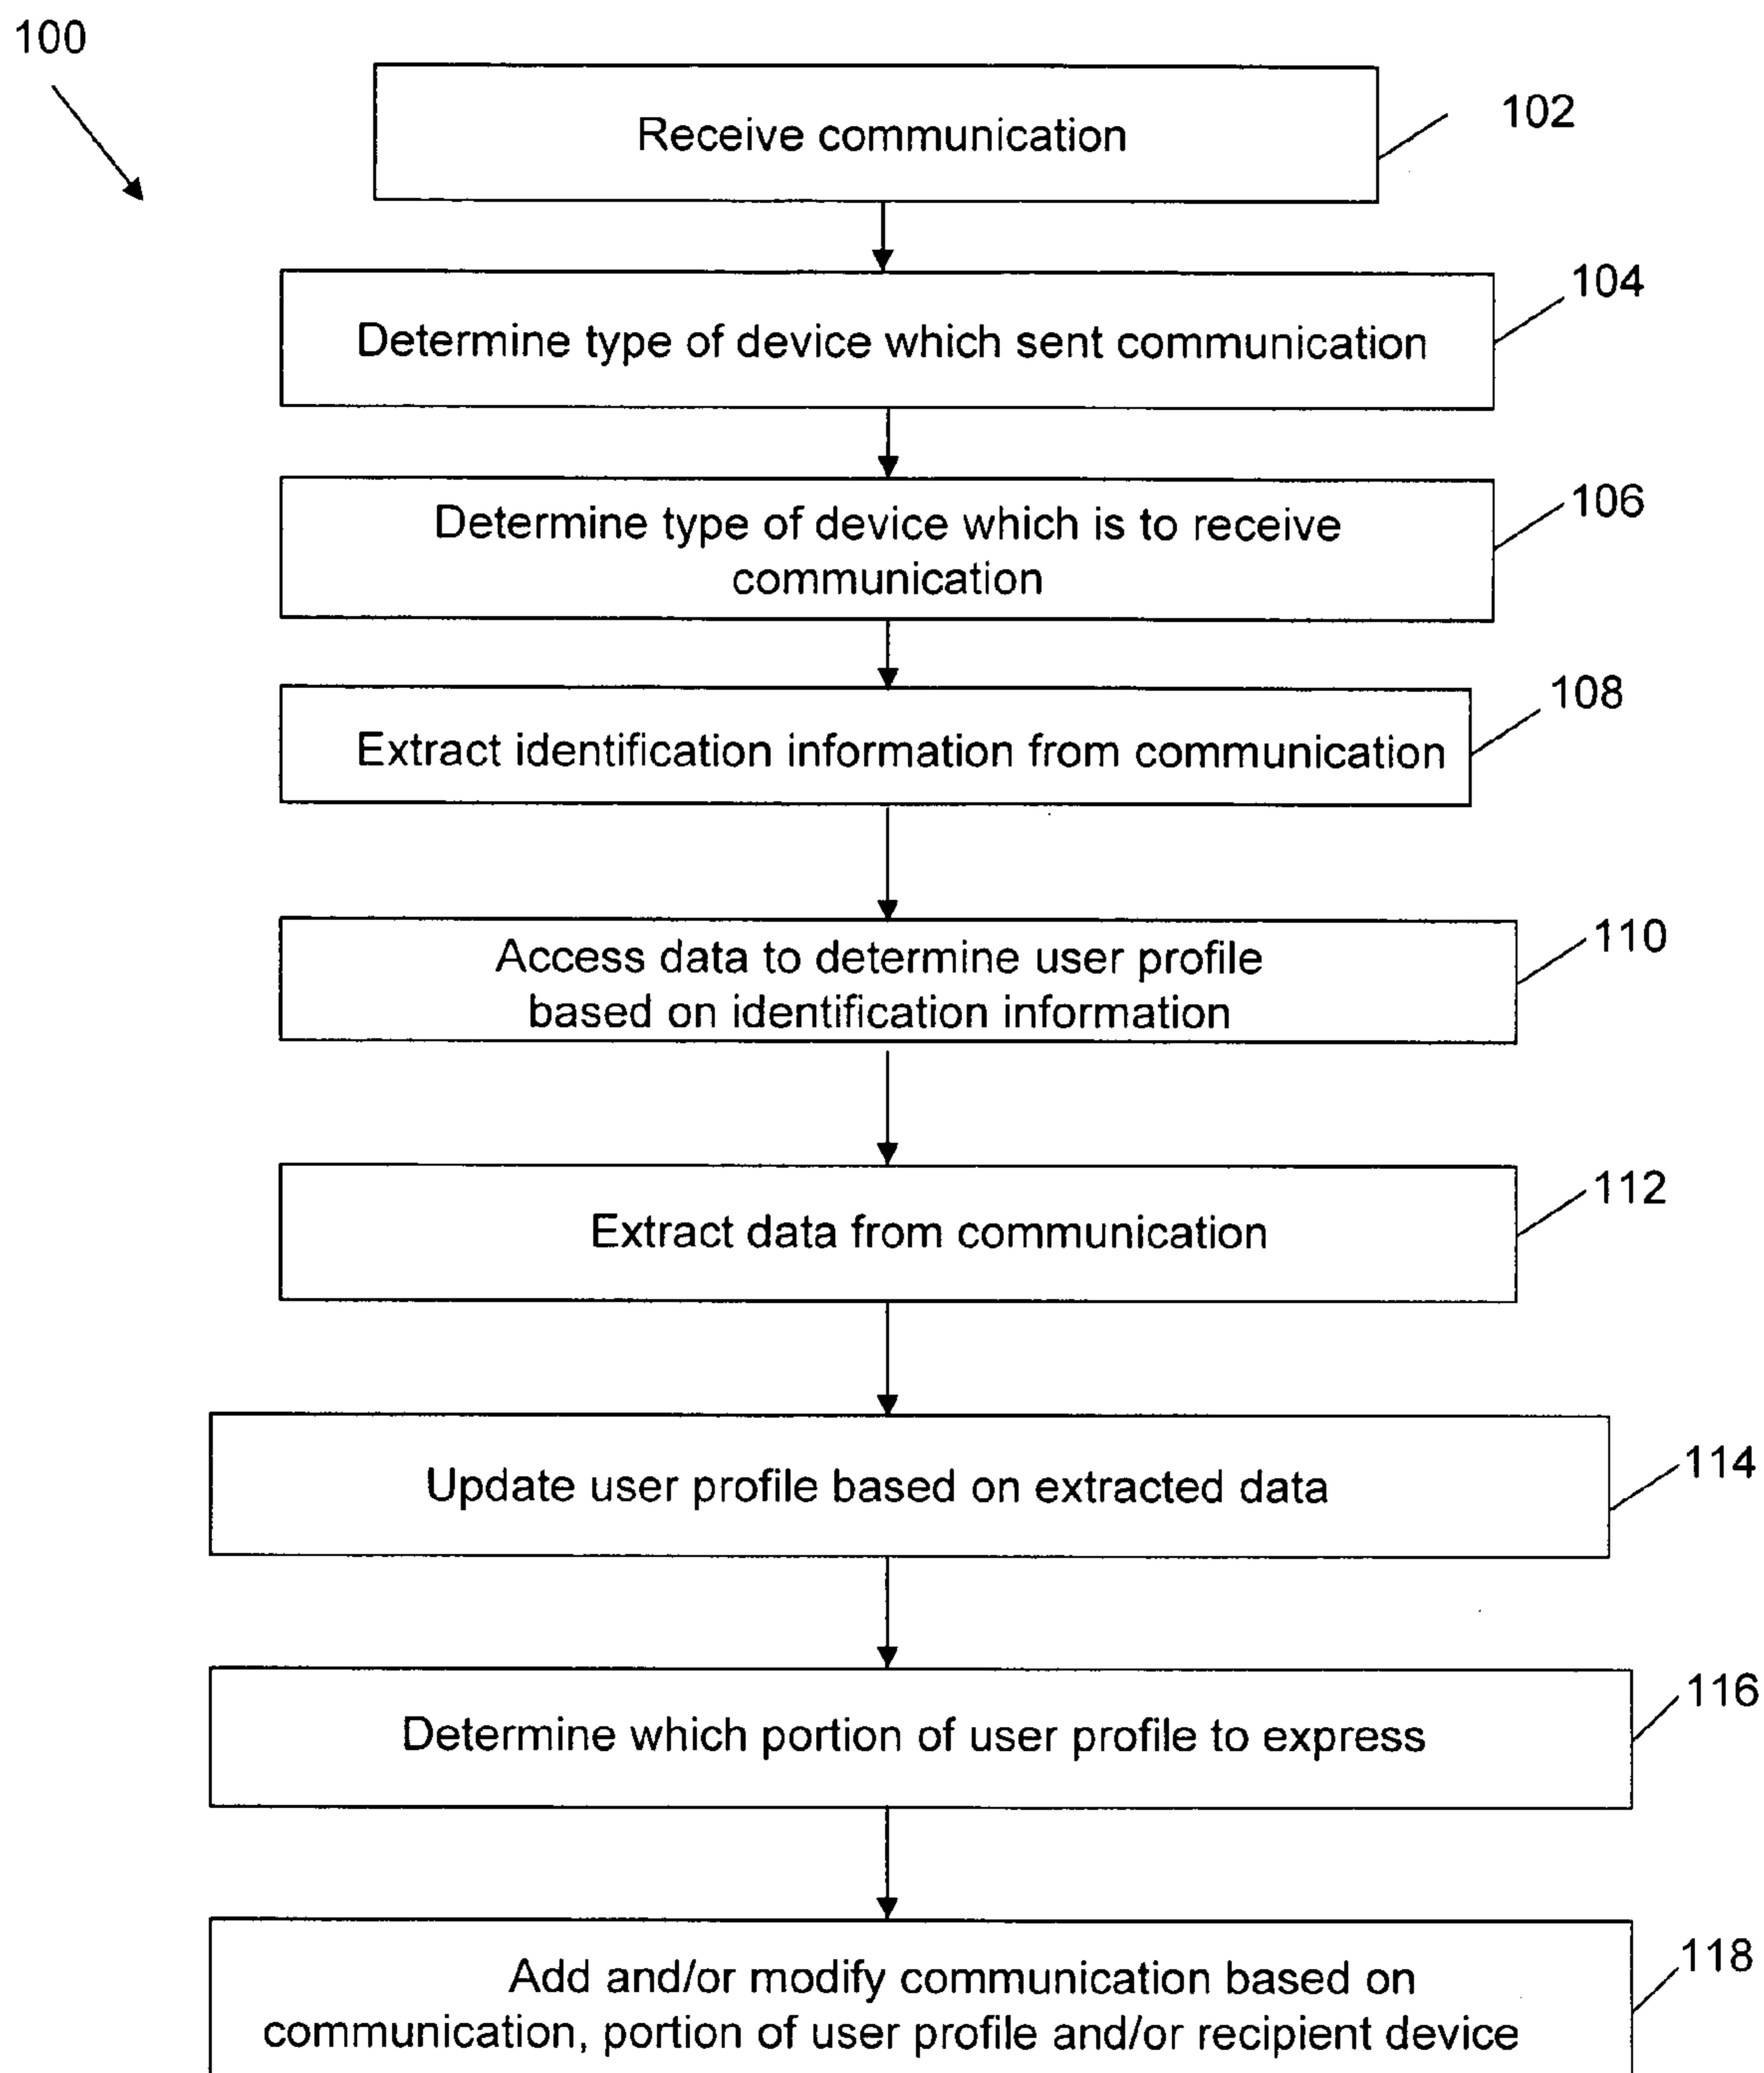 100
Receive communication
102
Determine type of device which sent communication
104
Determine type of device which is to receive
communication
106
Extract identification information from communication
108
Access data to determine user profile
based on identification information
110
Extract data from communication
112
Update user profile based on extracted data
114
Determine which portion of user profile to express
116
Add and/or modify communication based on
communication, portion of user profile and/or recipient device
118